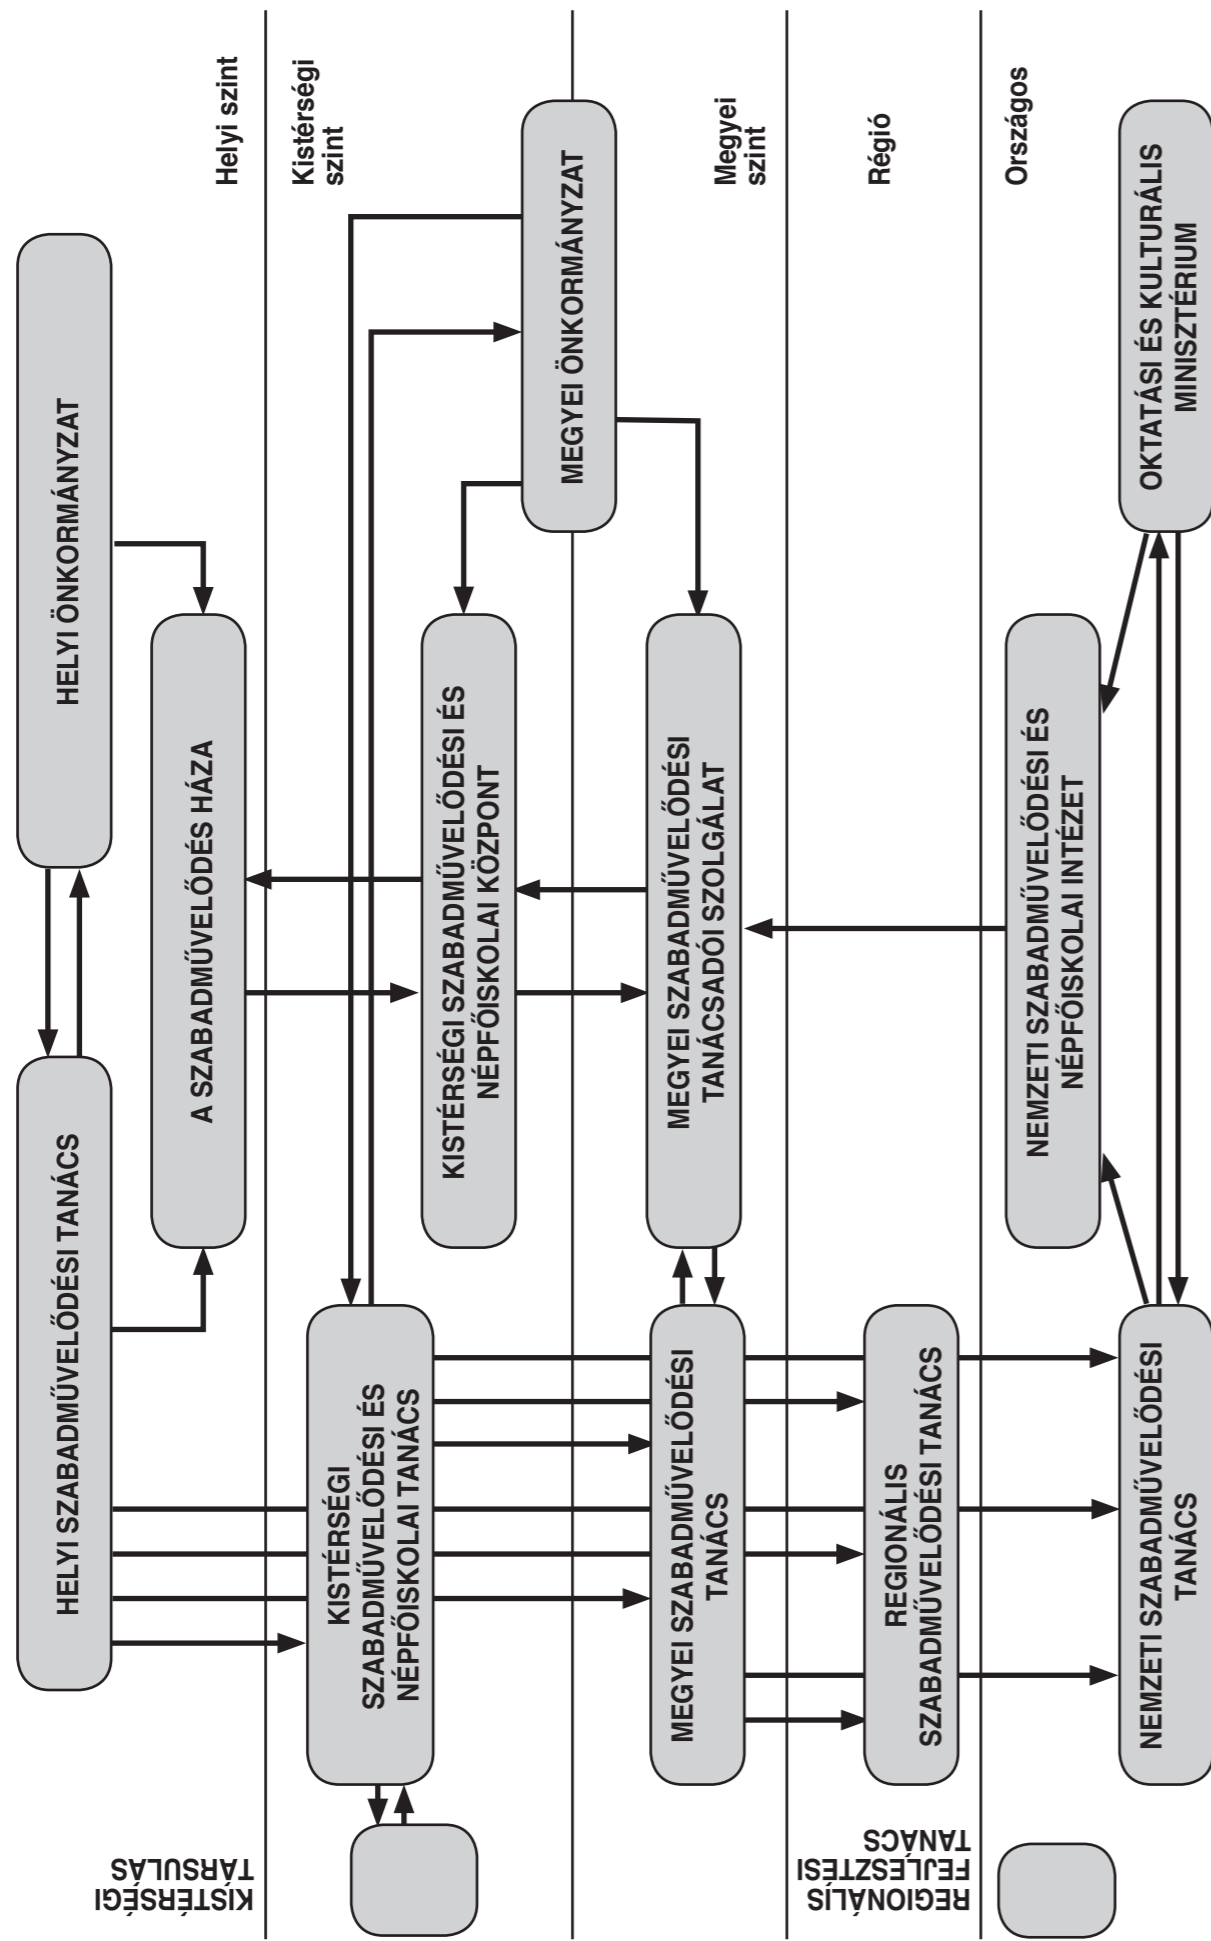 Helyi szint
HELYI SZABADMŰVELŐDÉSI TANÁCS
HELYI ÖNKORMÁNYZAT
A SZABADMŰVELŐDÉS HÁZA
KISTÉRSÉGI
TÁRSULÁS
Kistérségi
szint
KISTÉRSÉGI
SZABADMŰVELŐDÉSI ÉS
NÉPFŐISKOLAI TANÁCS
KISTÉRSÉGI SZABADMŰVELŐDÉSI ÉS
NÉPFŐISKOLAI KÖZPONT
MEGYEI ÖNKORMÁNYZAT
Megyei
szint
MEGYEI SZABADMŰVELŐDÉSI
TANÁCS
MEGYEI SZABADMŰVELŐDÉSI
TANÁCSADÓI SZOLGÁLAT
Régió
REGIONÁLIS
SZABADMŰVELŐDÉSI TANÁCS
REGIONÁLIS
FEJLESZTÉSI
TANÁCS
Országos
NEMZETI SZABADMŰVELŐDÉSI ÉS
NÉPFŐISKOLAI INTÉZET
NEMZETI SZABADMŰVELŐDÉSI
TANÁCS
OKTATÁSI ÉS KULTURÁLIS
MINISZTÉRIUM